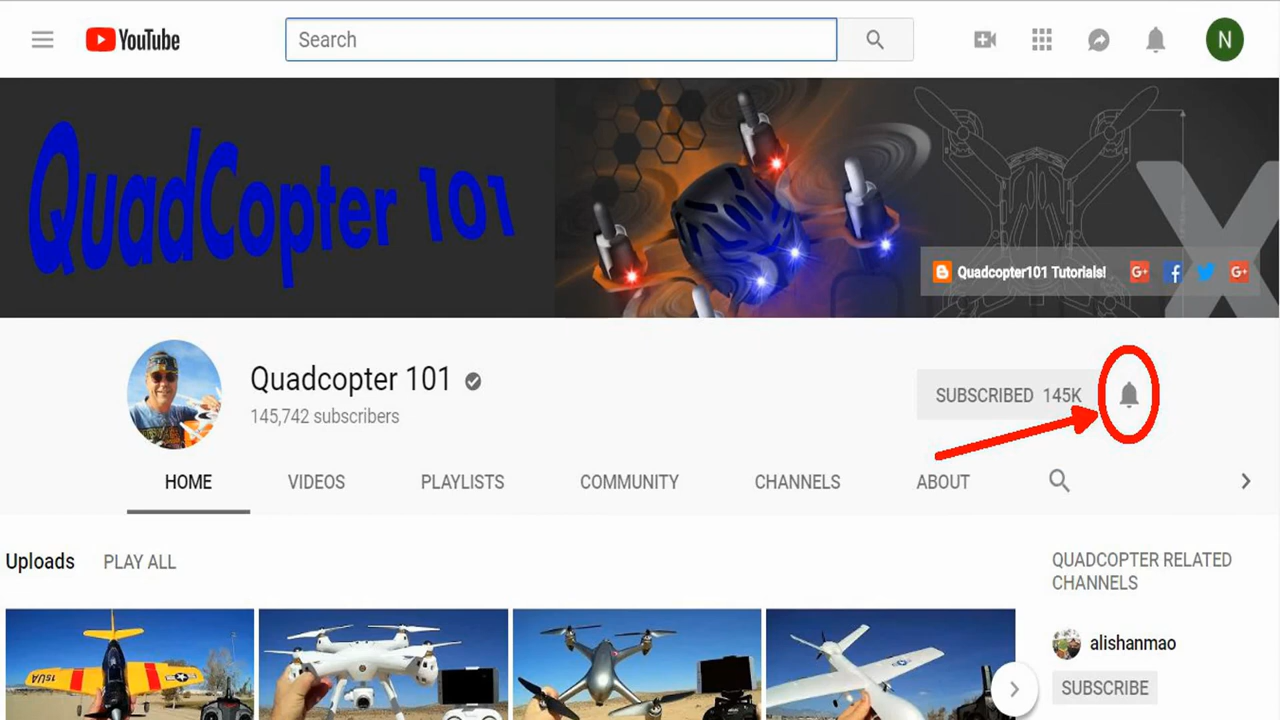 YouTube
Search
N
QuadCopter 101
X
Quadcopter101 Tutorials!
G+
f
G+
Quadcopter 101
145,742 subscribers
SUBSCRIBED 145K
HOME VIDEOS PLAYLISTS COMMUNITY CHANNELS ABOUT
Uploads PLAY ALL
QUADCOPTER RELATED
CHANNELS
alishanmao
SUBSCRIBE